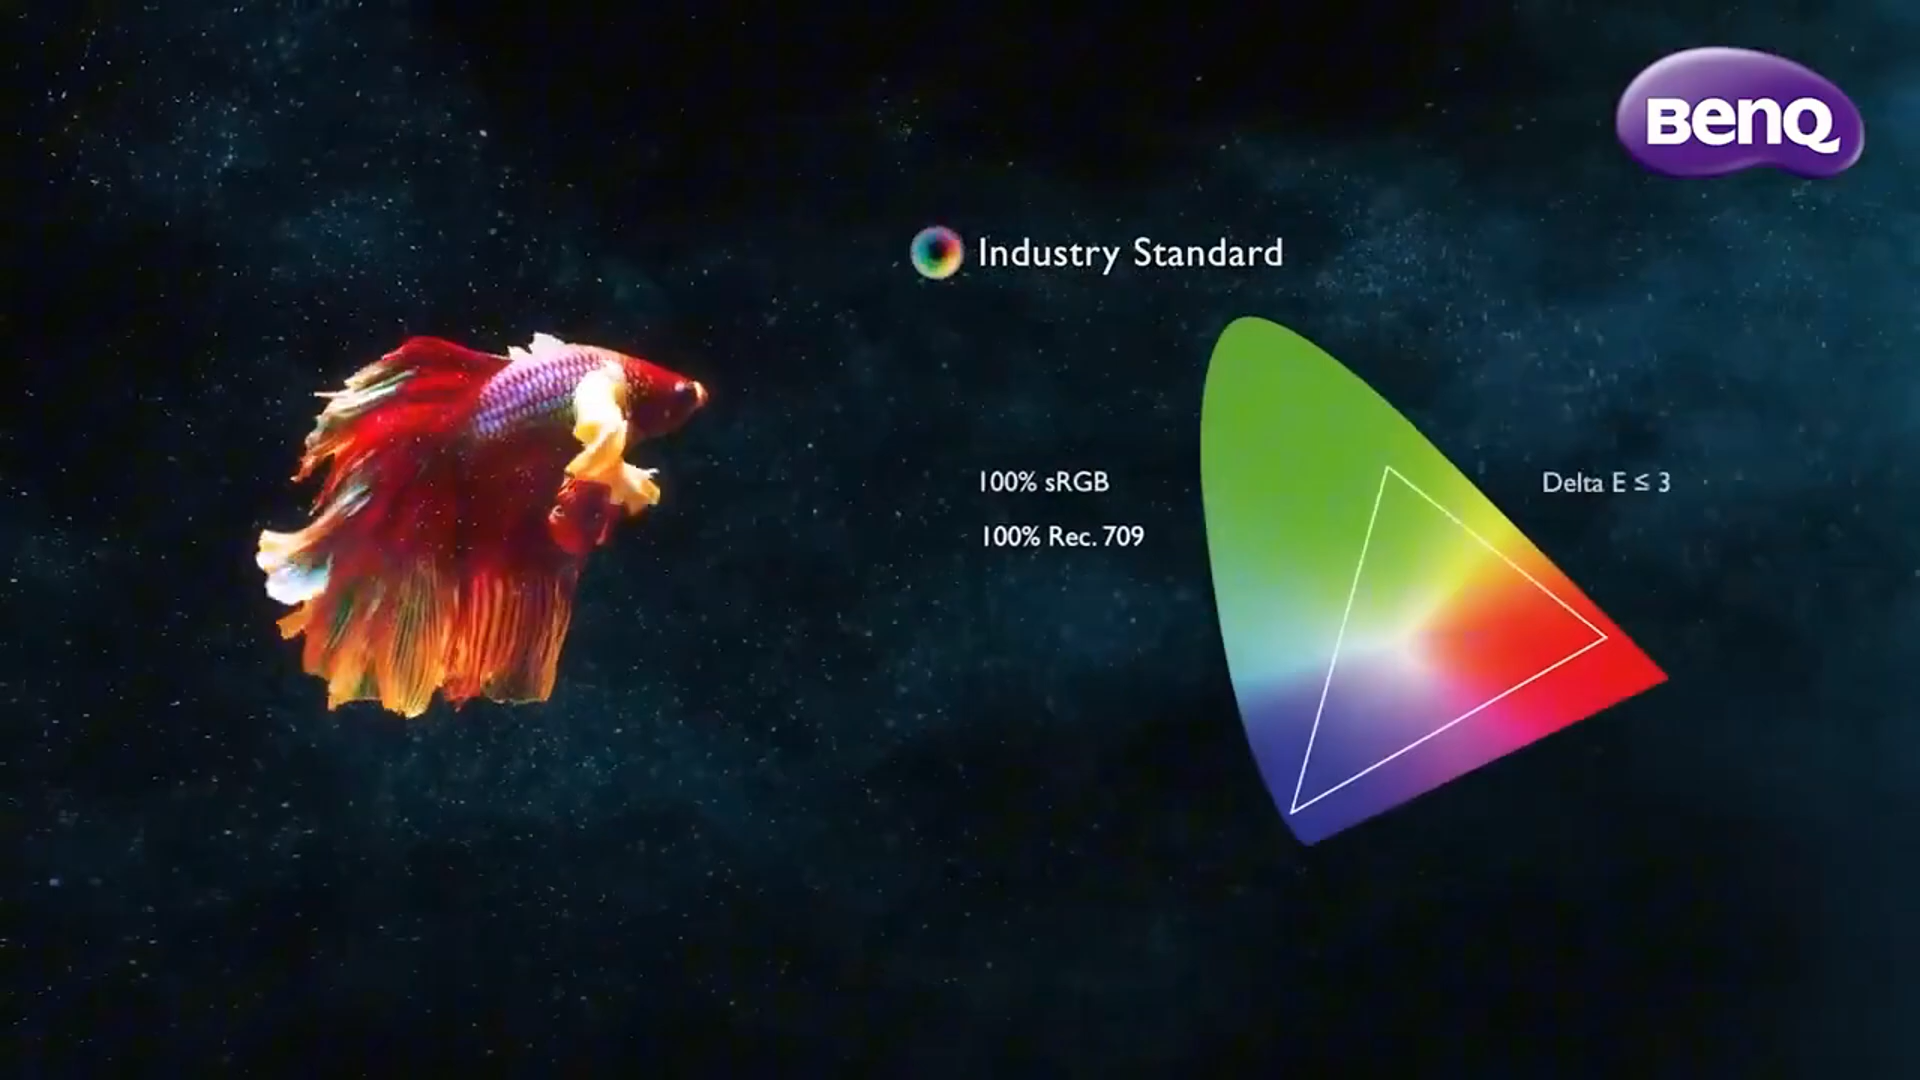 BenQ
Industry Standard
100% sRGB
Delta E ≤ 3
100% Rec. 709